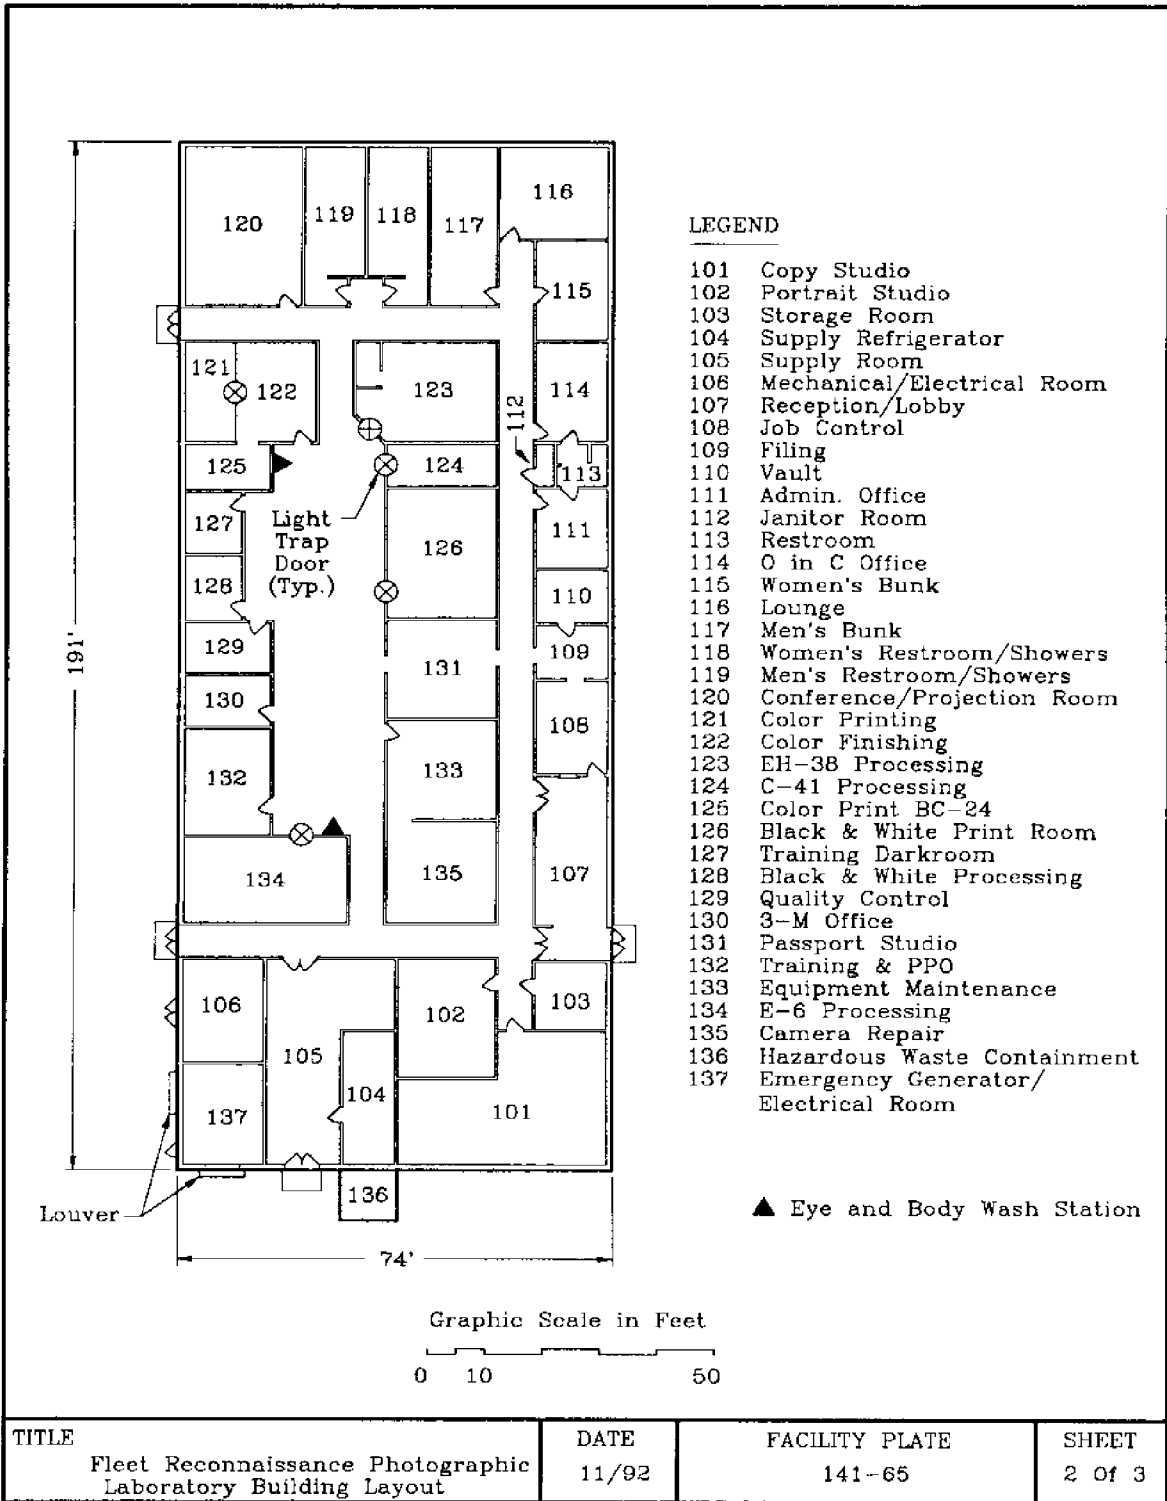 120
119
118
117
116
115
121
122
123
114
112
125
124
113
127
Light
Trap
Door
(Typ.)
126
111
128
110
129
131
109
130
108
132
133
134
135
107
106
102
103
105
104
101
137
136
191'
Louver
74'
LEGEND
101 Copy Studio
102 Portrait Studio
103 Storage Room
104 Supply Refrigerator
105 Supply Room
106 Mechanical/Electrical Room
107 Reception/Lobby
108 Job Control
109 Filing
110 Vault
111 Admin. Office
112 Janitor Room
113 Restroom
114 O in C Office
115 Women's Bunk
116 Lounge
117 Men's Bunk
118 Women's Restroom/Showers
119 Men's Restroom/Showers
120 Conference/Projection Room
121 Color Printing
122 Color Finishing
123 EH-38 Processing
124 C-41 Processing
125 Color Print BC-24
126 Black & White Print Room
127 Training Darkroom
128 Black & White Processing
129 Quality Control
130 3-M Office
131 Passport Studio
132 Training & PPO
133 Equipment Maintenance
134 E-6 Processing
135 Camera Repair
136 Hazardous Waste Containment
137 Emergency Generator/
Electrical Room
▲ Eye and Body Wash Station
Graphic Scale in Feet
0 10 50
TITLE
Fleet Reconnaissance Photographic
Laboratory Building Layout
DATE
11/92
FACILITY PLATE
141-65
SHEET
2 Of 3